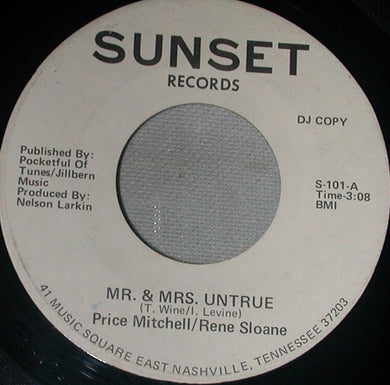 SUNSET
RECORDS
DJ COPY
Published By:
Pocketful Of
Tunes/Jillbern
Music
Produced By:
Nelson Larkin
S-101-A
Time-3:08
BMI
MR. & MRS. UNTRUE
(T. Wine/I. Levine)
Price Mitchell/Rene Sloane
41 MUSIC SQUARE EAST NASHVILLE, TENNESSEE 37203